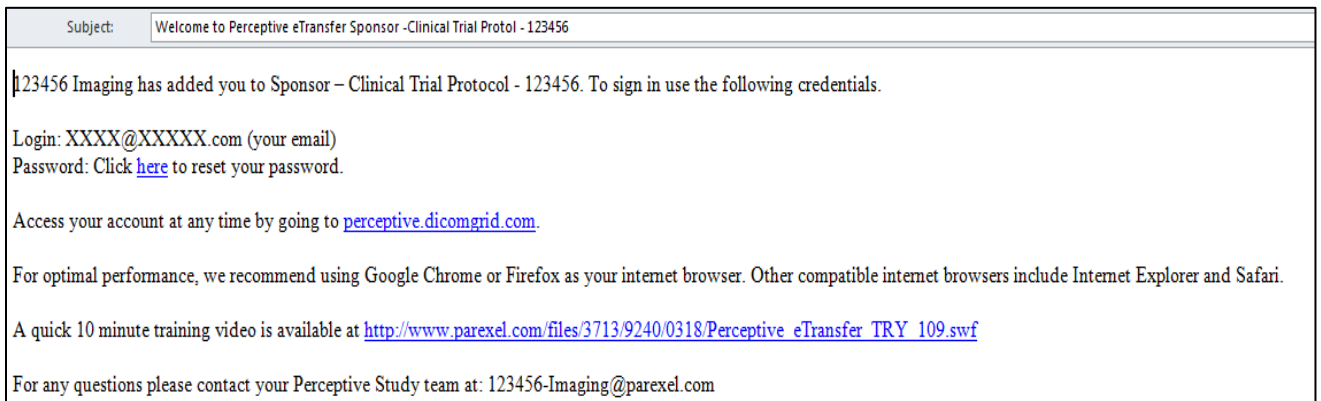 Subject: Welcome to Perceptive eTransfer Sponsor -Clinical Trial Protol - 123456
123456 Imaging has added you to Sponsor – Clinical Trial Protocol - 123456. To sign in use the following credentials.
Login: XXXX@XXXXX.com (your email)
Password: Click here to reset your password.
Access your account at any time by going to perceptive.dicomgrid.com.
For optimal performance, we recommend using Google Chrome or Firefox as your internet browser. Other compatible internet browsers include Internet Explorer and Safari.
A quick 10 minute training video is available at http://www.parexel.com/files/3713/9240/0318/Perceptive_eTransfer_TRY_109.swf
For any questions please contact your Perceptive Study team at: 123456-Imaging@parexel.com